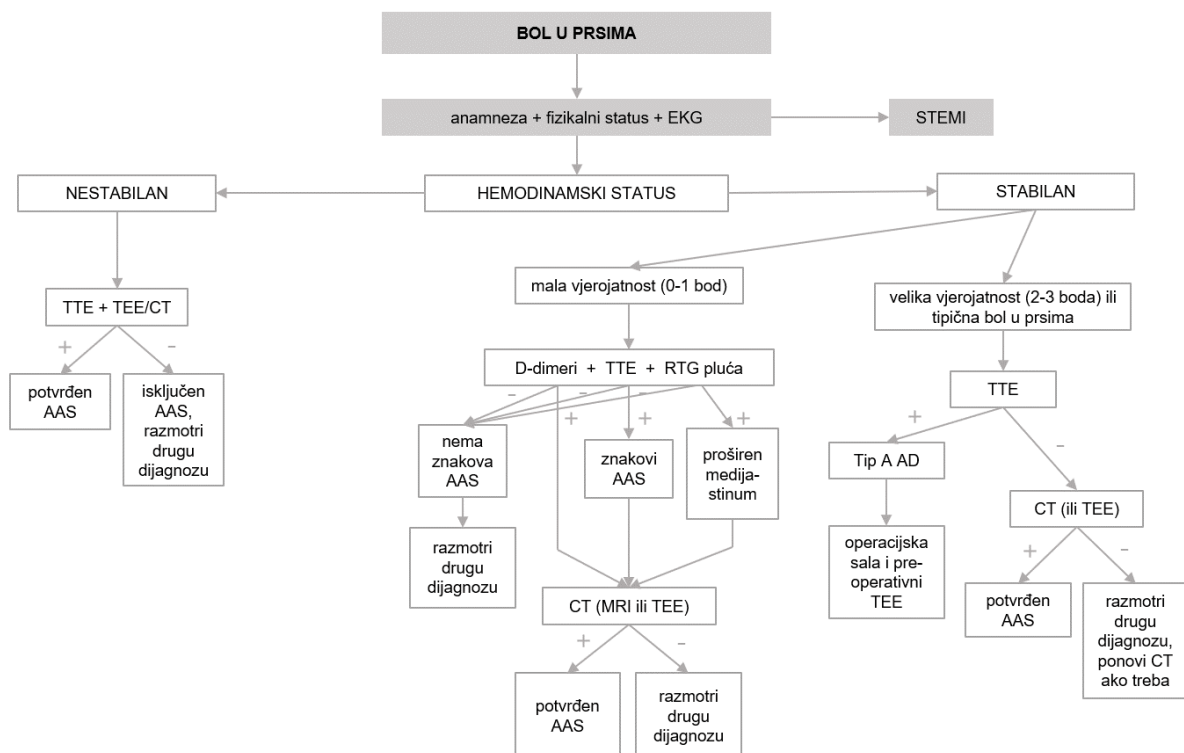 BOL U PRSIMA
anamneza + fizikalni status + EKG
STEMI
NESTABILAN
HEMODINAMSKI STATUS
STABILAN
TTE + TEE/CT
+
-
potvrđen
AAS
isključen
AAS,
razmotri
drugu
dijagnozu
mala vjerojatnost (0-1 bod)
D-dimeri + TTE + RTG pluća
-
-
-
+
+
+
nema
znakova
AAS
znakovi
AAS
proširen
medija-
stinum
razmotri
drugu
dijagnozu
CT (MRI ili TEE)
+
-
potvrđen
AAS
razmotri
drugu
dijagnozu
velika vjerojatnost (2-3 boda) ili
tipična bol u prsima
TTE
+
-
Tip A AD
operacijska
sala i pre-
operativni
TEE
CT (ili TEE)
+
-
potvrđen
AAS
razmotri
drugu
dijagnozu,
ponovi CT
ako treba